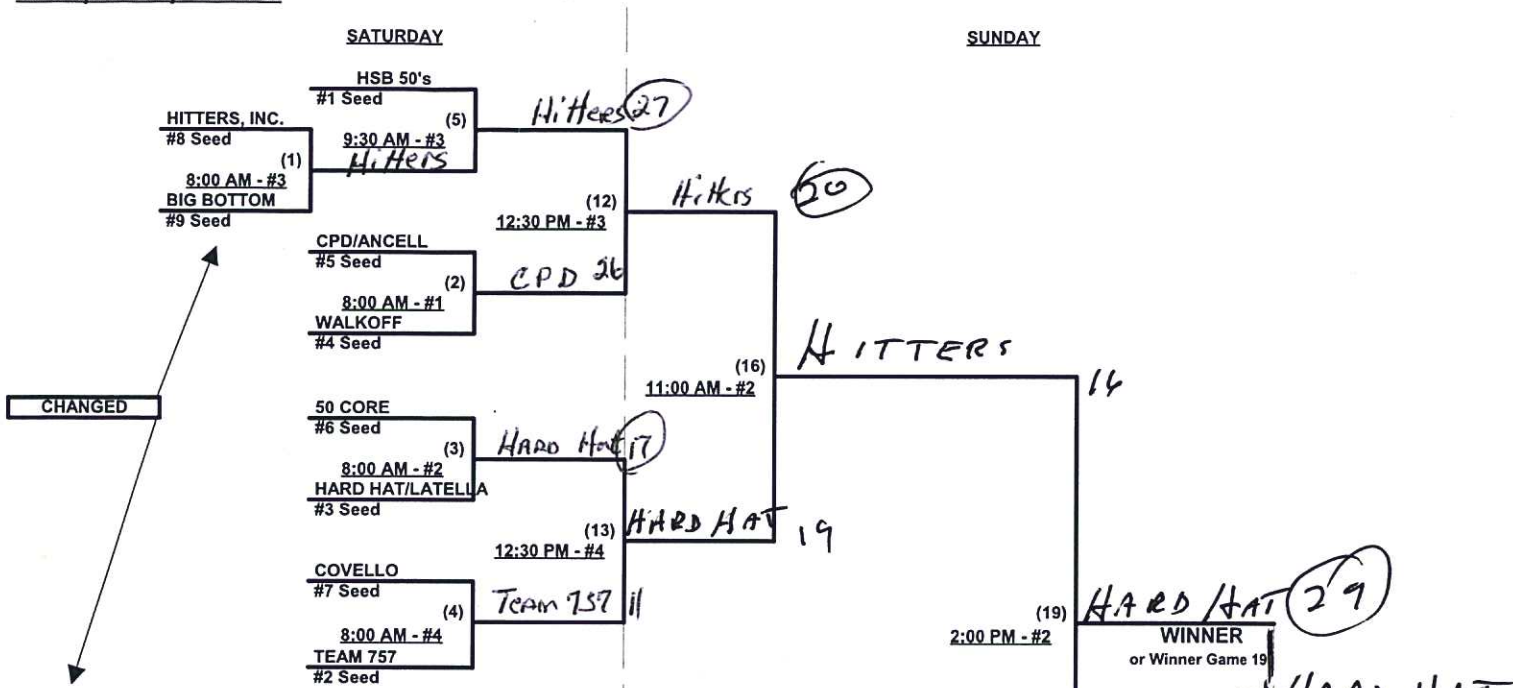 SATURDAY
SUNDAY
HSB 50's
#1 Seed
Hitters 27
HITTERS, INC.
#8 Seed
(5)
9:30 AM - #3
Hitters
(1)
8:00 AM - #3
BIG BOTTOM
#9 Seed
Hitters 20
(12)
12:30 PM - #3
CPD/ANCELL
#5 Seed
(2)
8:00 AM - #1
CPD 26
WALKOFF
#4 Seed
HITTERS
16
(16)
11:00 AM - #2
CHANGED
50 CORE
#6 Seed
(3)
8:00 AM - #2
HARD Hat 17
HARD HAT/LATELLA
#3 Seed
(13)
12:30 PM - #4
HARD HAT 19
COVELLO
#7 Seed
(4)
8:00 AM - #4
Team 757 11
TEAM 757
#2 Seed
(19)
2:00 PM - #2
HARD HAT 29
WINNER
or Winner Game 19
HARD HAT